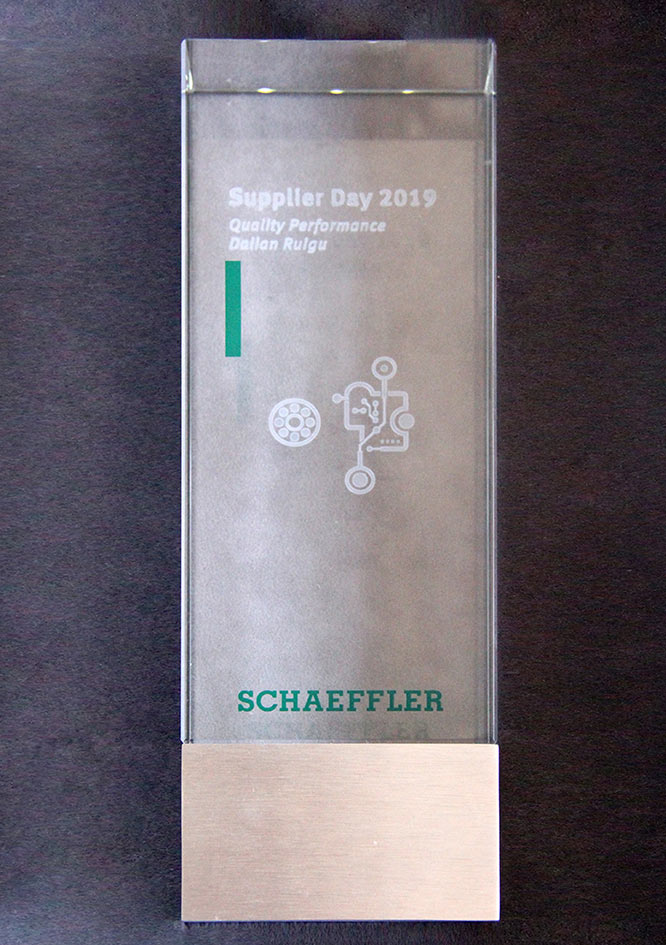 Supplier Day 2019
Quality Performance
Dalian Ruigu
SCHAEFFLER